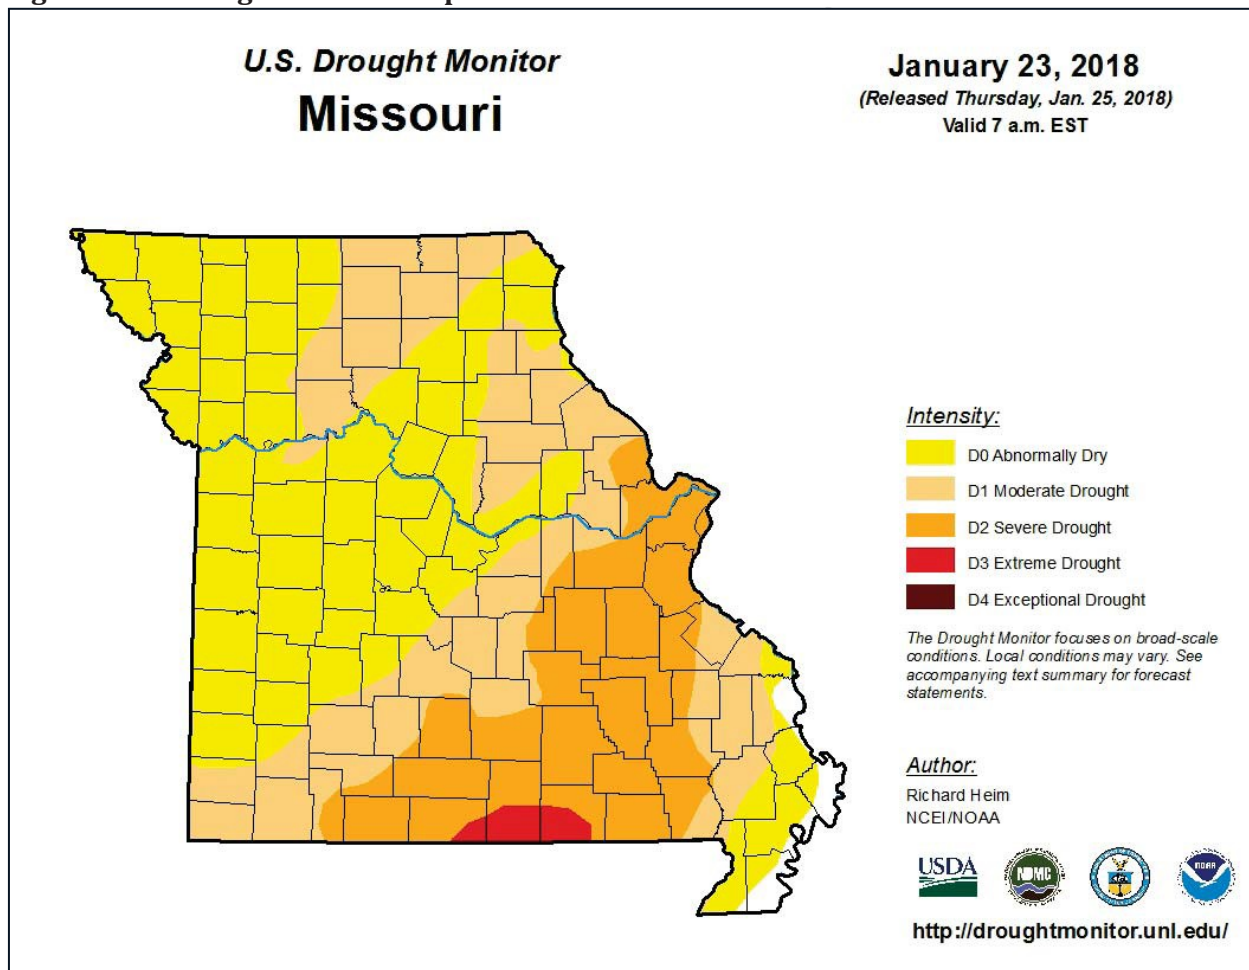 U.S. Drought Monitor
Missouri
January 23, 2018
(Released Thursday, Jan. 25, 2018)
Valid 7 a.m. EST
Intensity:
D0 Abnormally Dry
D1 Moderate Drought
D2 Severe Drought
D3 Extreme Drought
D4 Exceptional Drought
The Drought Monitor focuses on broad-scale
conditions. Local conditions may vary. See
accompanying text summary for forecast
statements.
Author:
Richard Heim
NCEI/NOAA
USDA
NDMC
NOAA
http://droughtmonitor.unl.edu/